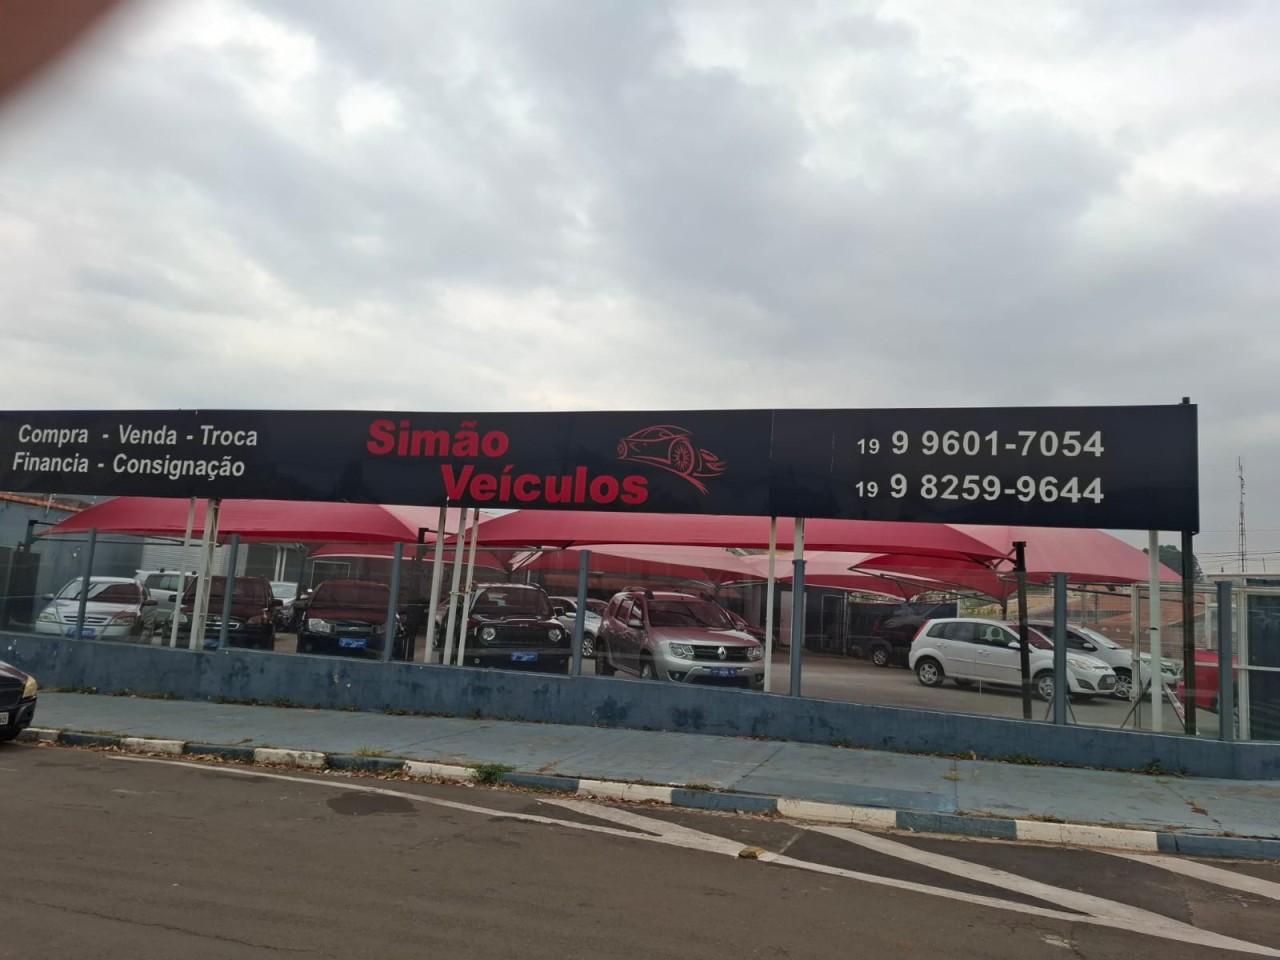 Compra - Venda - Troca
Financia - Consignação
Simão
Veículos
19 9 9601-7054
19 9 8259-9644